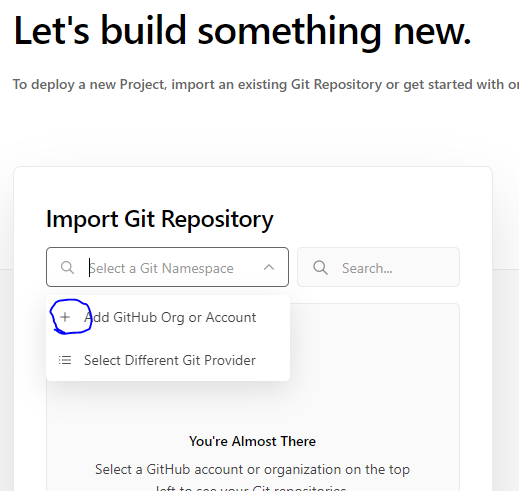 Let's build something new.
To deploy a new Project, import an existing Git Repository or get started with
Import Git Repository
Select a Git Namespace
Search...
Add GitHub Org or Account
Select Different Git Provider
You're Almost There
Select a GitHub account or organization on the top
left to see your Git repositories.